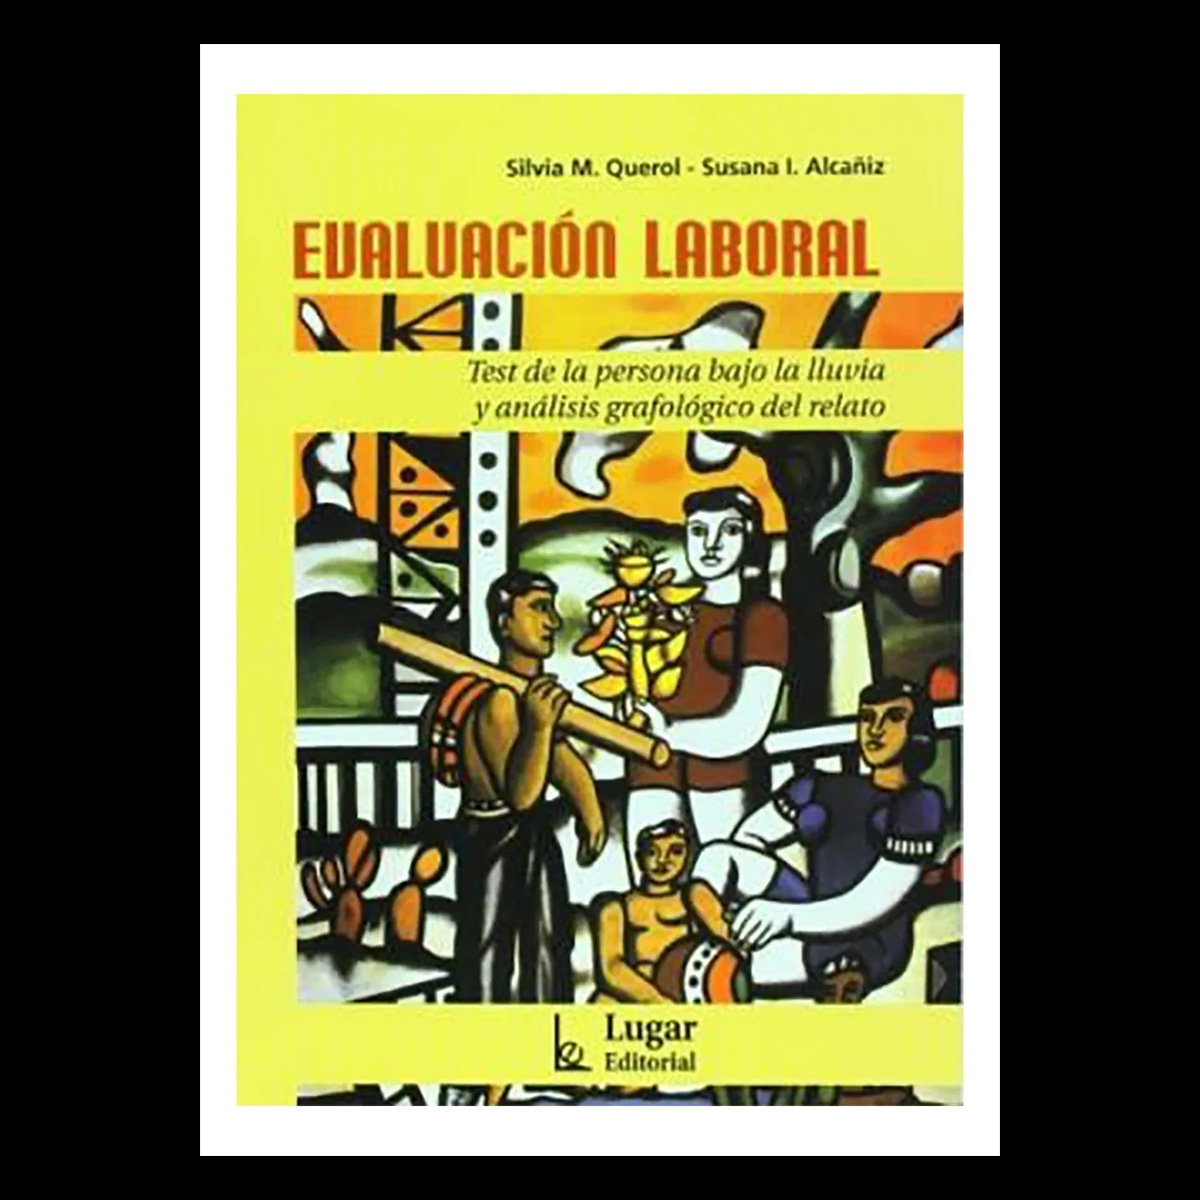 Silvia M. Querol - Susana I. Alcañiz
EVALUACIÓN LABORAL
Test de la persona bajo la lluvia
y análisis grafológico del relato
Le
Lugar
Editorial